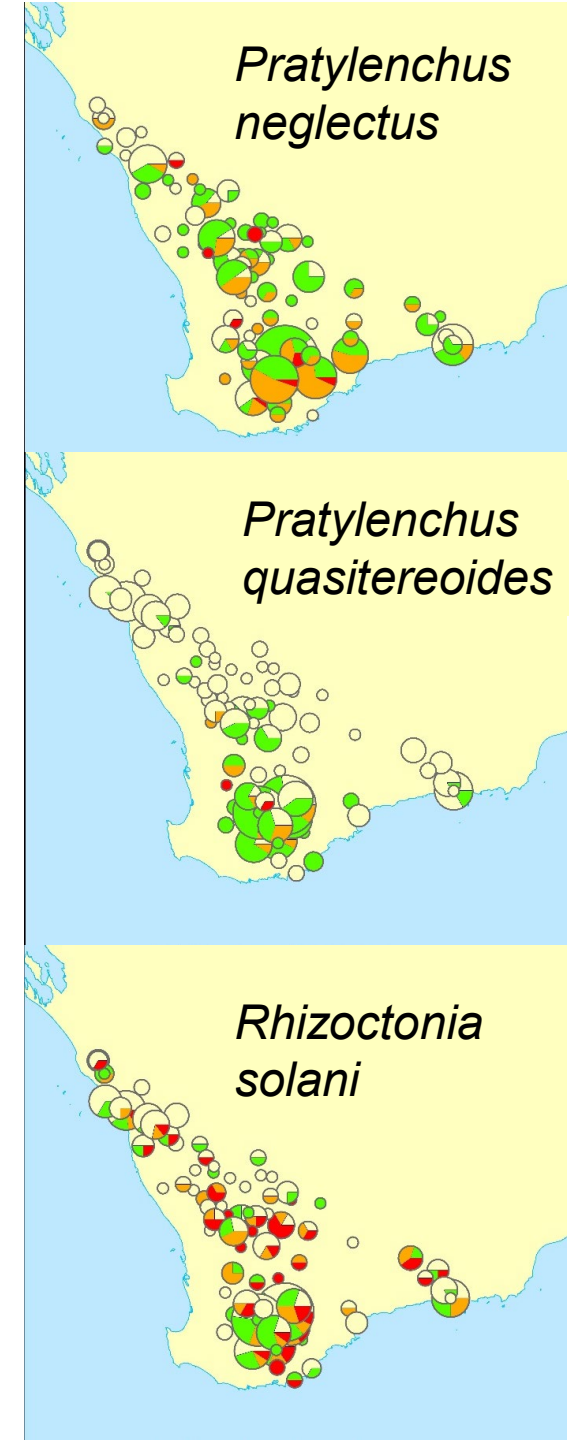 Pratylenchus
neglectus
Pratylenchus
quasitereoides
Rhizoctonia
solani